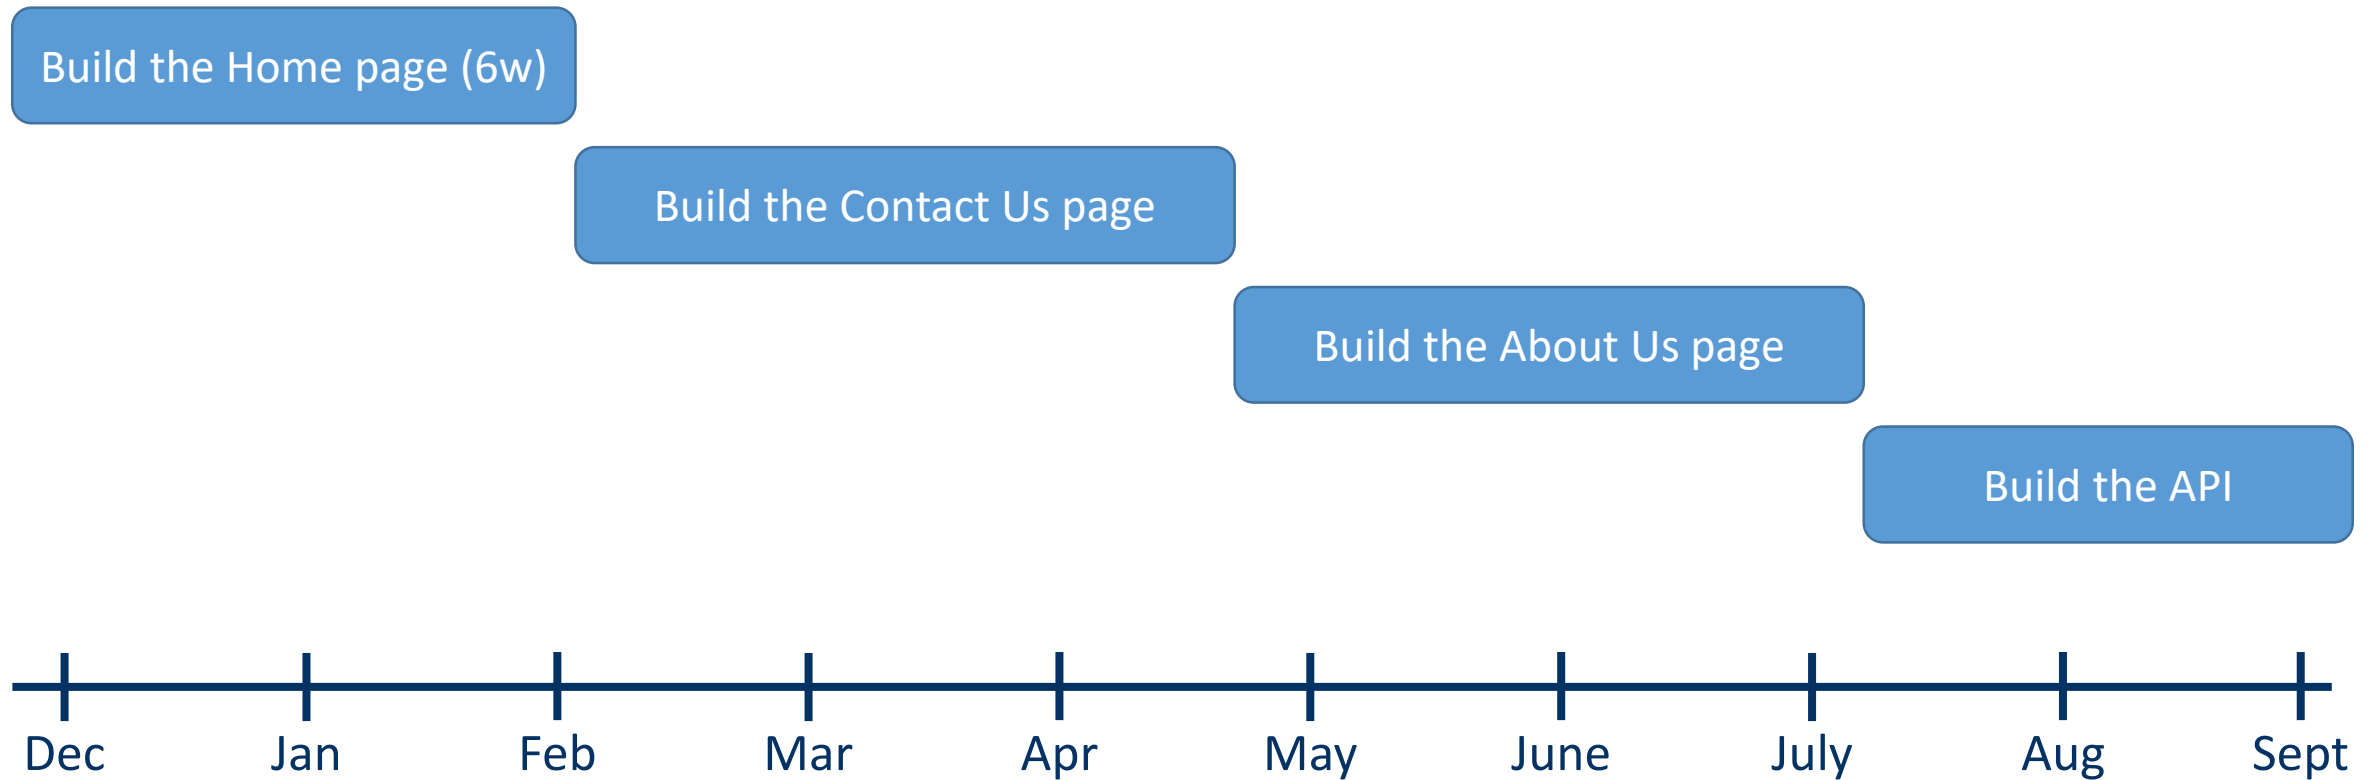 Build the Home page (6w)
Build the Contact Us page
Build the About Us page
Build the API
Dec Jan Feb Mar Apr May June July Aug Sept